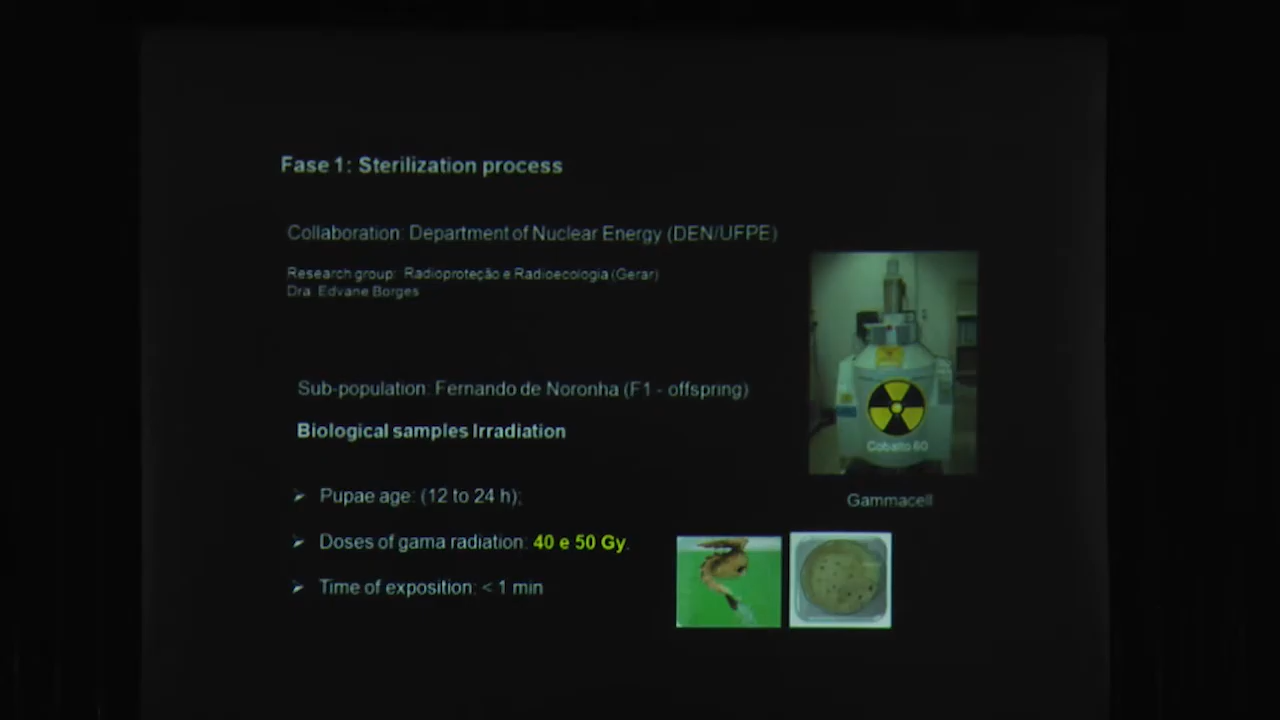 Fase 1: Sterilization process
Collaboration: Department of Nuclear Energy (DEN/UFPE)
Research group: Radioproteção e Radioecologia (Gerar)
Dra. Edvane Borges
Sub-population: Fernando de Noronha (F1 - offspring)
Biological samples Irradiation
Cobalto 60
Gammacell
➤ Pupae age: (12 to 24 h);
➤ Doses of gama radiation: 40 e 50 Gy.
➤ Time of exposition: < 1 min